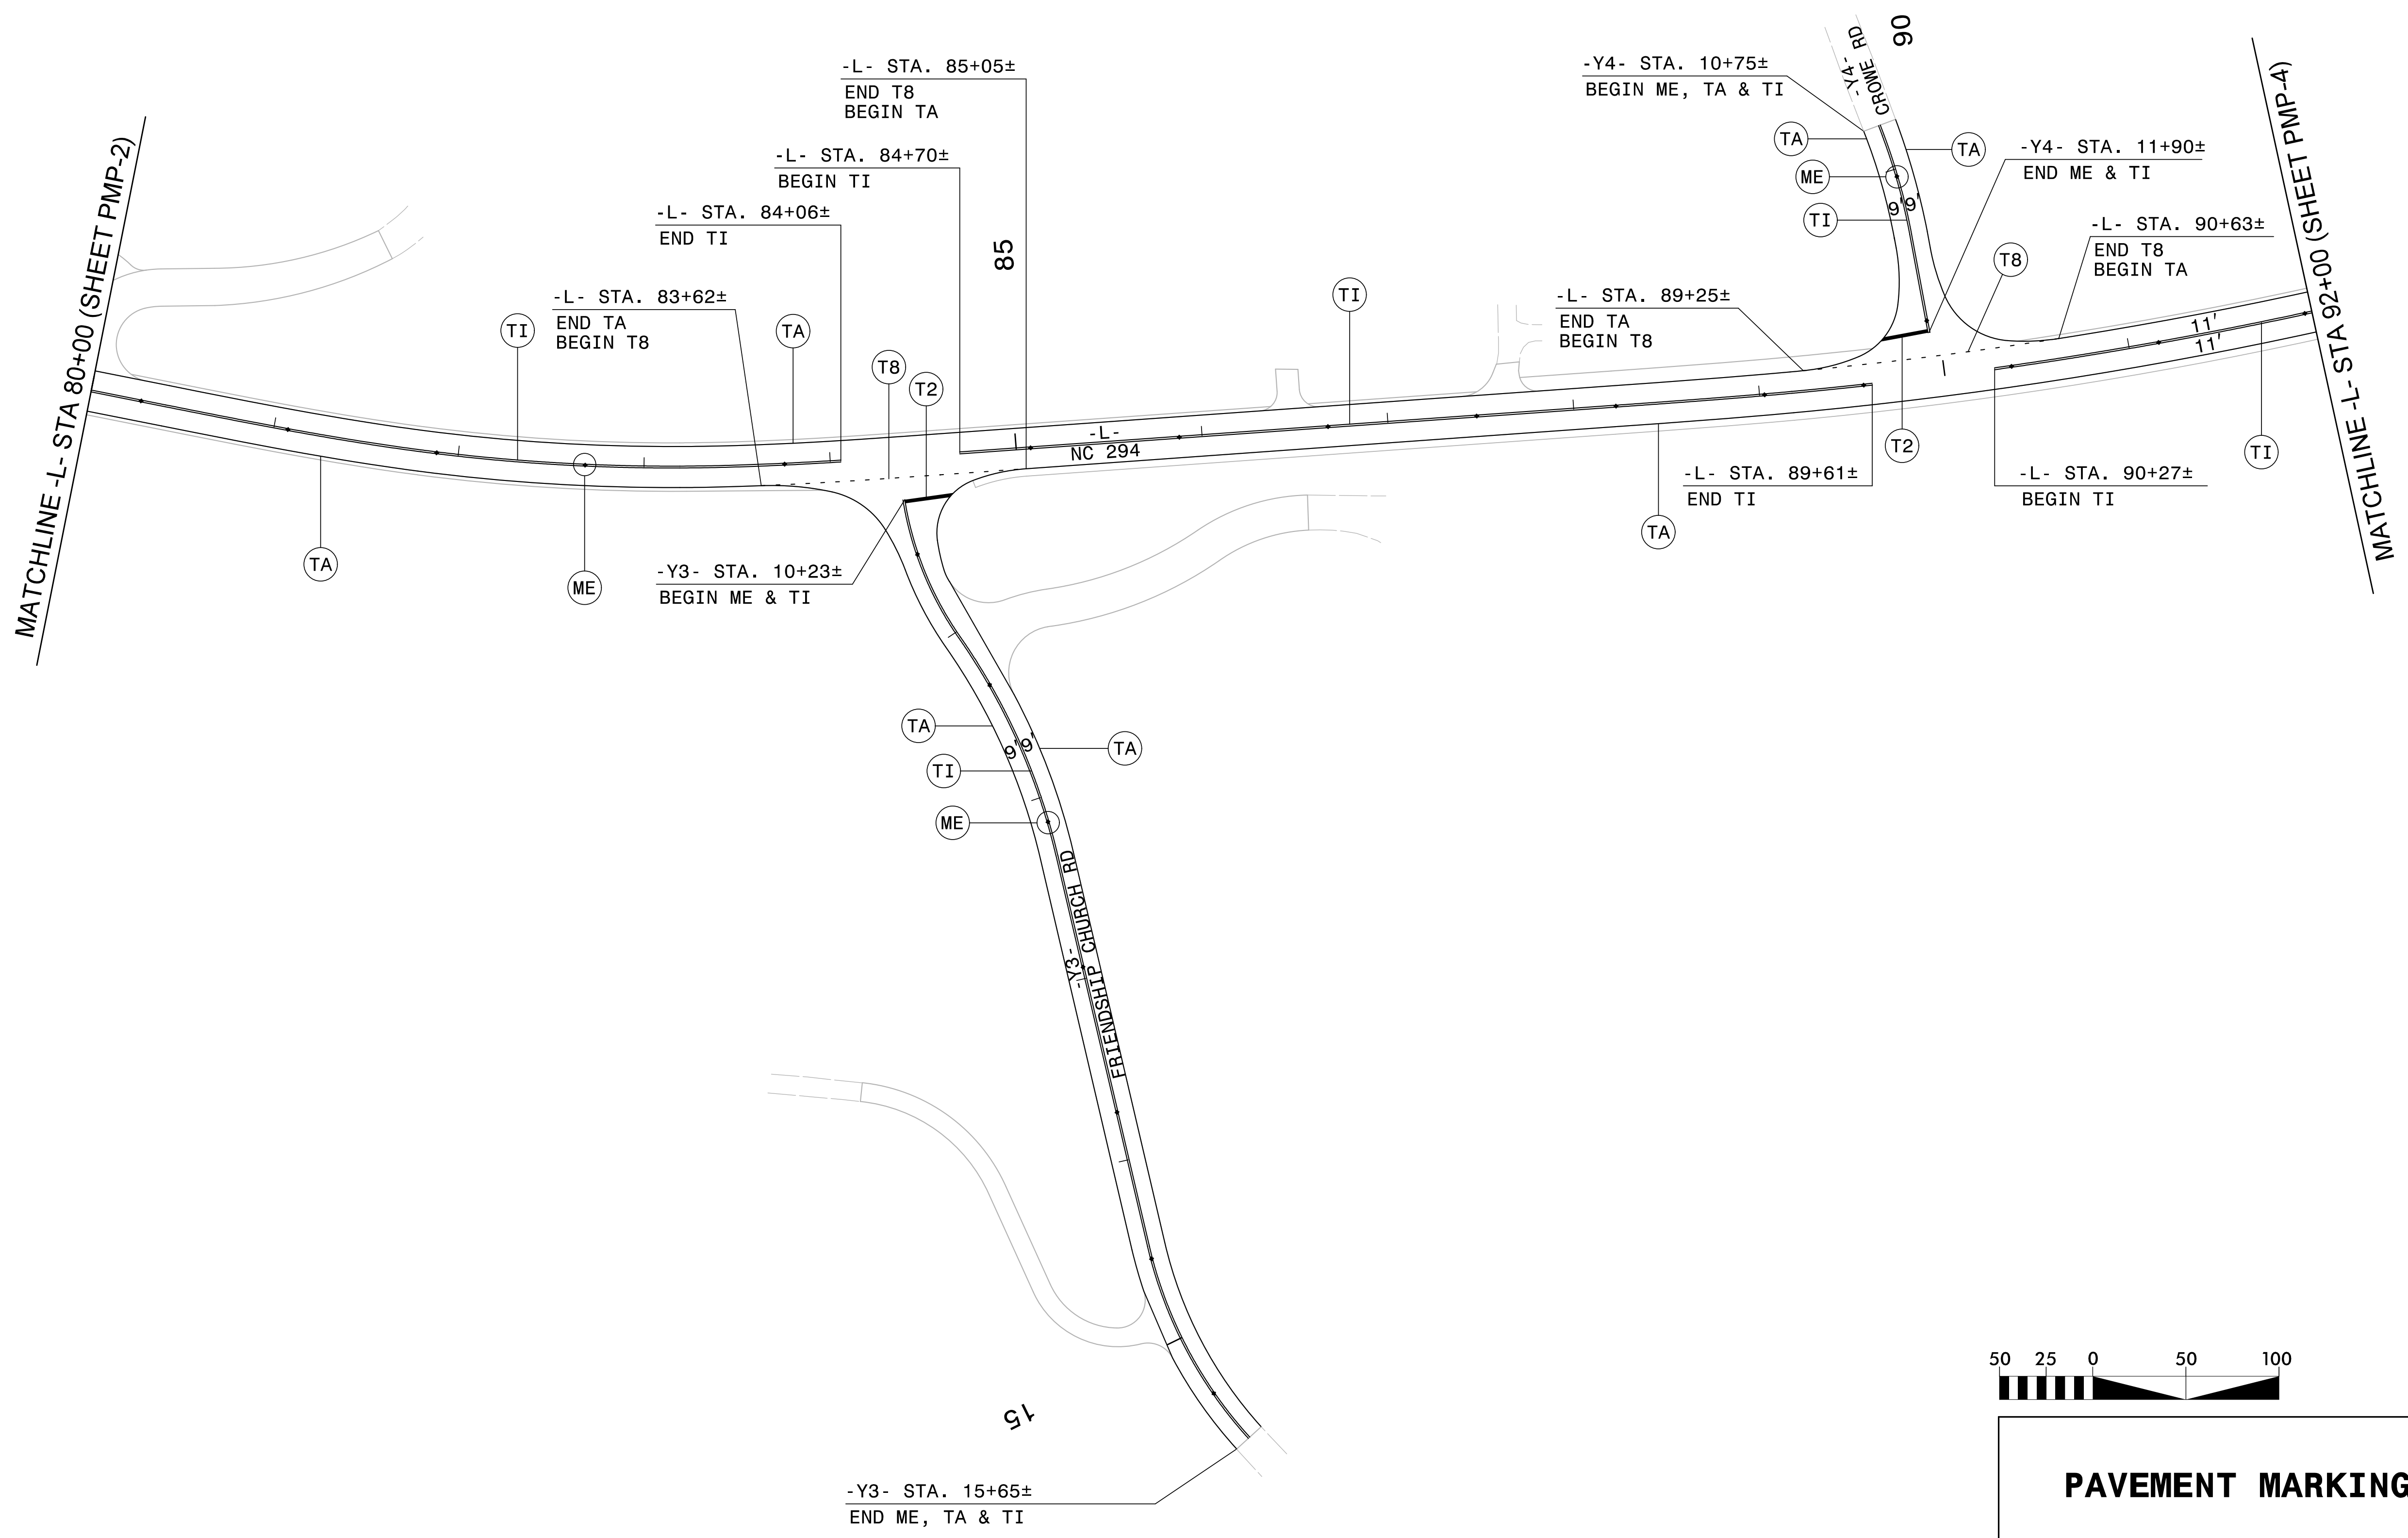 MATCHLINE -L- STA 80+00 (SHEET PMP-2)
-L- STA. 85+05±
END T8
BEGIN TA
-L- STA. 84+70±
BEGIN TI
-L- STA. 84+06±
END TI
-L- STA. 83+62±
END TA
BEGIN T8
TI
TA
T8
T2
85
TA
ME
-L-
NC 294
TI
-Y3- STA. 10+23±
BEGIN ME & TI
-Y4- STA. 10+75±
BEGIN ME, TA & TI
-Y4-
CROWE RD
90
TA
TA
ME
TI
9'
9'
-Y4- STA. 11+90±
END ME & TI
-L- STA. 90+63±
END T8
BEGIN TA
T8
-L- STA. 89+25±
END TA
BEGIN T8
11'
11'
T2
-L- STA. 89+61±
END TI
-L- STA. 90+27±
BEGIN TI
TI
TA
MATCHLINE -L- STA 92+00 (SHEET PMP-4)
TA
9'
9'
TA
TI
ME
-Y3-
FRIENDSHIP CHURCH RD
15
-Y3- STA. 15+65±
END ME, TA & TI
50 25 0 50 100
PAVEMENT MARKING